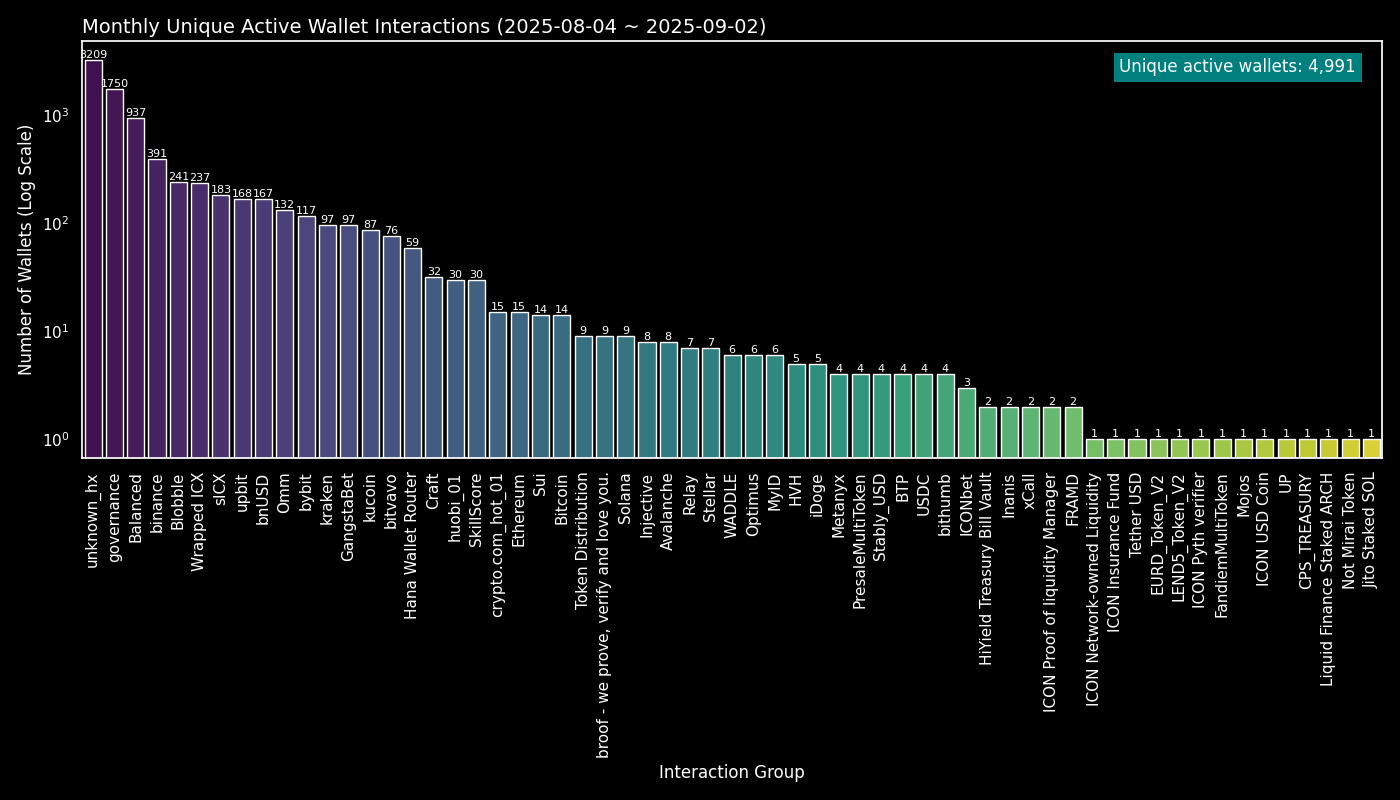 Monthly Unique Active Wallet Interactions (2025-08-04 ~ 2025-09-02)
Unique active wallets: 4,991
Number of Wallets (Log Scale)
10³
10²
10¹
10⁰
3209
1750
937
391
241
237
183
168
167
132
117
97
97
87
76
59
32
30
30
15
15
14
14
9
9
9
8
8
7
7
6
6
6
5
5
4
4
4
4
4
4
3
2
2
2
2
2
1
1
1
1
1
1
1
1
1
1
1
1
1
1
unknown_hx
governance
Balanced
binance
Blobble
Wrapped ICX
sICX
upbit
bnUSD
Omm
bybit
kraken
GangstaBet
kucoin
bitvavo
Hana Wallet Router
Craft
huobi_01
SkillScore
crypto.com_hot_01
Ethereum
Sui
Bitcoin
Token Distribution
broof - we prove, verify and love you.
Solana
Injective
Avalanche
Relay
Stellar
WADDLE
Optimus
MyID
HVH
iDoge
Metanyx
PresaleMultiToken
Stably_USD
BTP
USDC
bithumb
ICONbet
HiYield Treasury Bill Vault
Inanis
xCall
ICON Proof of liquidity Manager
FRAMD
ICON Network-owned Liquidity
ICON Insurance Fund
Tether USD
EURD_Token_V2
LEND5_Token_V2
ICON Pyth verifier
FandiemMultiToken
Mojos
ICON USD Coin
UP
CPS_TREASURY
Liquid Finance Staked ARCH
Not Mirai Token
Jito Staked SOL
Interaction Group